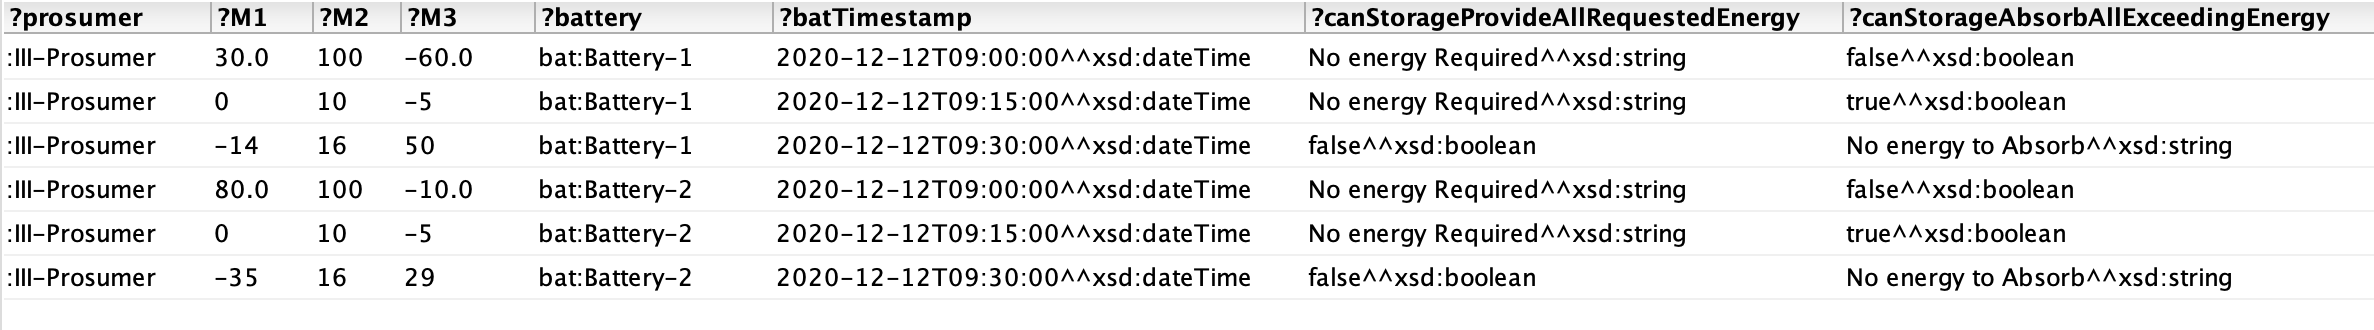 ?prosumer ?M1 ?M2 ?M3 ?battery ?batTimestamp ?canStorageProvideAllRequestedEnergy ?canStorageAbsorbAllExceedingEnergy
:Ill-Prosumer 30.0 100 -60.0 bat:Battery-1 2020-12-12T09:00:00^^xsd:dateTime No energy Required^^xsd:string false^^xsd:boolean
:Ill-Prosumer 0 10 -5 bat:Battery-1 2020-12-12T09:15:00^^xsd:dateTime No energy Required^^xsd:string true^^xsd:boolean
:Ill-Prosumer -14 16 50 bat:Battery-1 2020-12-12T09:30:00^^xsd:dateTime false^^xsd:boolean No energy to Absorb^^xsd:string
:Ill-Prosumer 80.0 100 -10.0 bat:Battery-2 2020-12-12T09:00:00^^xsd:dateTime No energy Required^^xsd:string false^^xsd:boolean
:Ill-Prosumer 0 10 -5 bat:Battery-2 2020-12-12T09:15:00^^xsd:dateTime No energy Required^^xsd:string true^^xsd:boolean
:Ill-Prosumer -35 16 29 bat:Battery-2 2020-12-12T09:30:00^^xsd:dateTime false^^xsd:boolean No energy to Absorb^^xsd:string